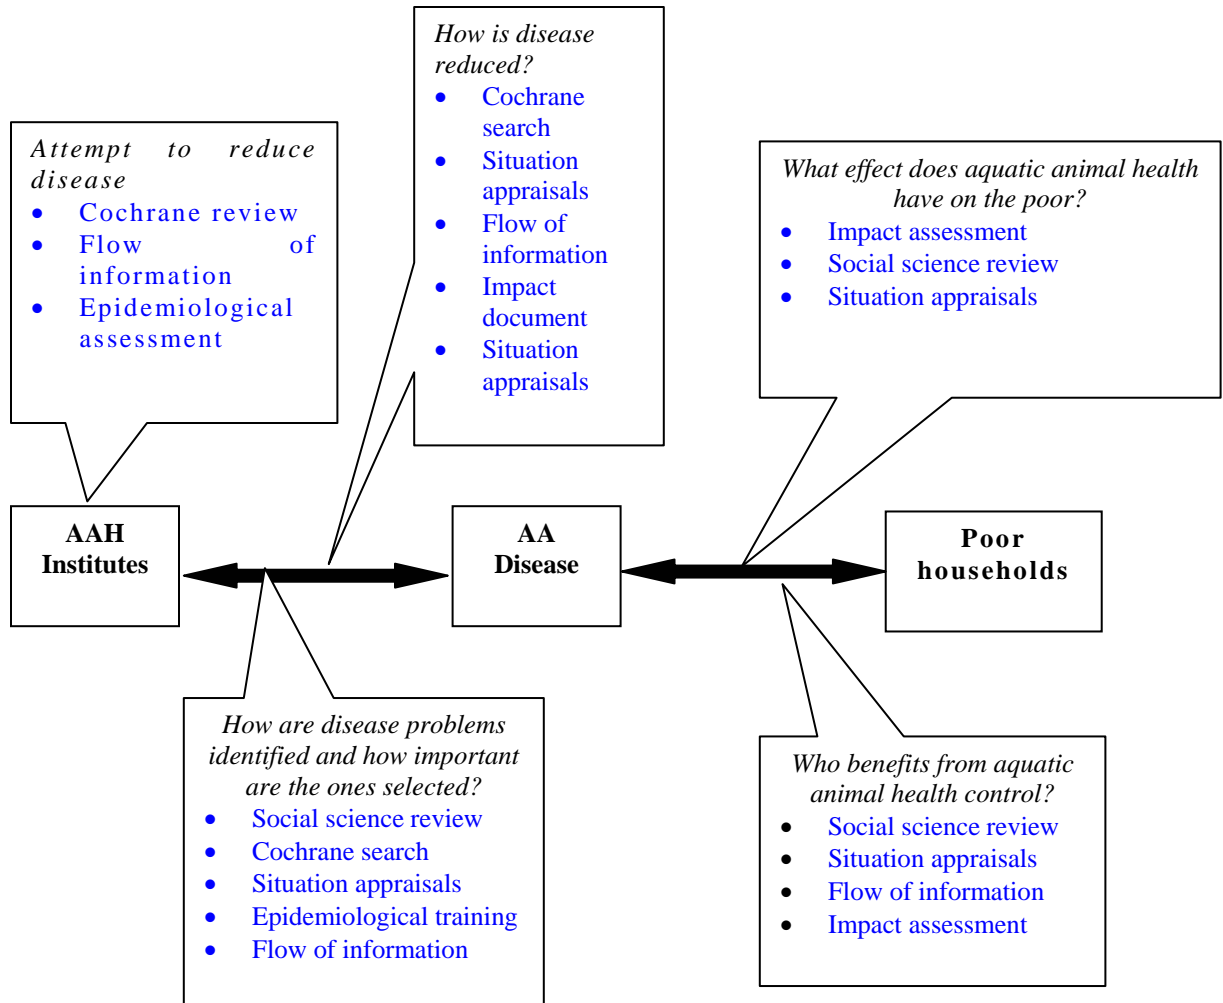 How is disease
reduced?
• Cochrane
search
• Situation
appraisals
• Flow of
information
• Impact
document
• Situation
appraisals
Attempt to reduce
disease
• Cochrane review
• Flow of
information
• Epidemiological
assessment
What effect does aquatic animal health
have on the poor?
• Impact assessment
• Social science review
• Situation appraisals
AAH
Institutes
AA
Disease
Poor
households
How are disease problems
identified and how important
are the ones selected?
• Social science review
• Cochrane search
• Situation appraisals
• Epidemiological training
• Flow of information
Who benefits from aquatic
animal health control?
• Social science review
• Situation appraisals
• Flow of information
• Impact assessment